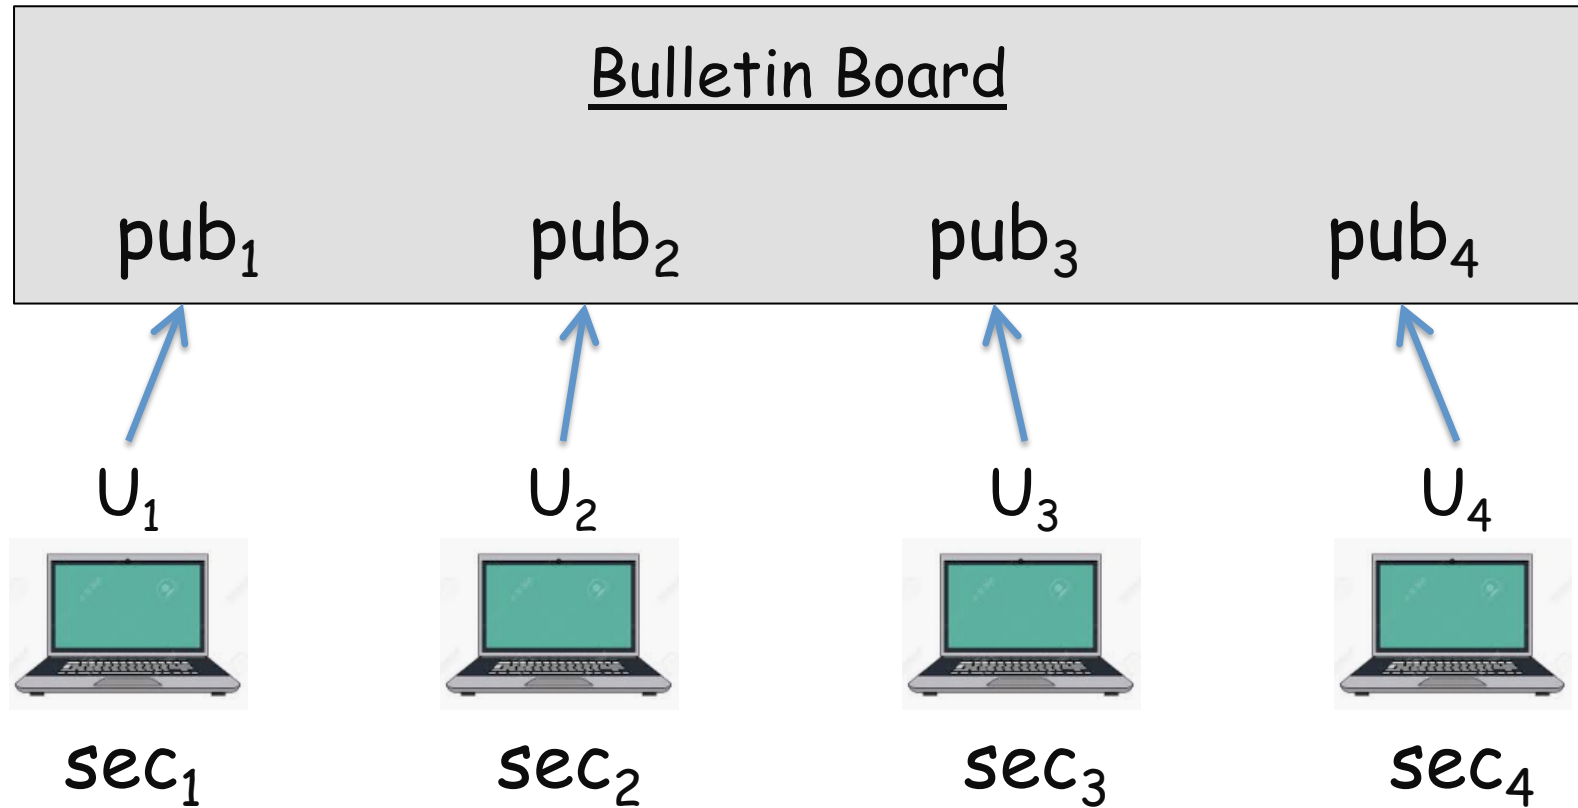 Bulletin Board
pub₁ pub₂ pub₃ pub₄
U₁ U₂ U₃ U₄
sec₁ sec₂ sec₃ sec₄